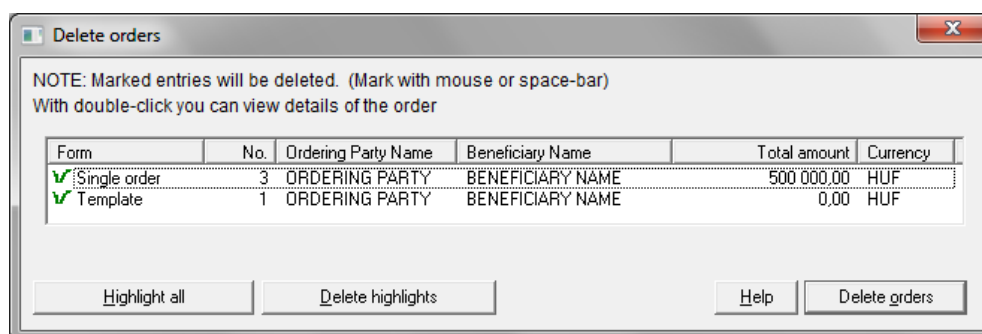 Delete orders
NOTE: Marked entries will be deleted. (Mark with mouse or space-bar)
With double-click you can view details of the order
Form No. Ordering Party Name Beneficiary Name Total amount Currency
Single order 3 ORDERING PARTY BENEFICIARY NAME 500 000,00 HUF
Template 1 ORDERING PARTY BENEFICIARY NAME 0,00 HUF
Highlight all Delete highlights Help Delete orders